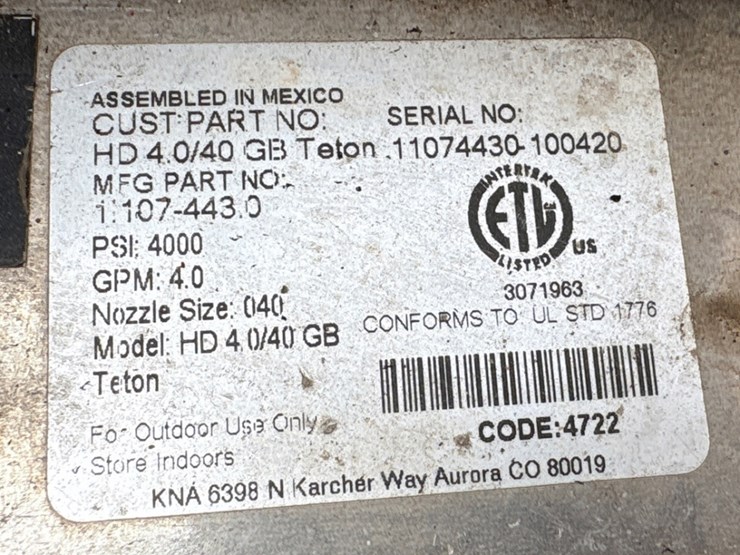 ASSEMBLED IN MEXICO
CUST PART NO: SERIAL NO:
HD 4.0/40 GB Teton 11074430-100420
MFG PART NO:
1.107-443.0
PSI: 4000
GPM: 4.0
Nozzle Size: 040
Model: HD 4.0/40 GB
Teton
For Outdoor Use Only
Store Indoors
INTERTEK
ETL
LISTED
US
3071963
CONFORMS TO UL STD 1776
CODE:4722
KNA 6398 N Karcher Way Aurora CO 80019